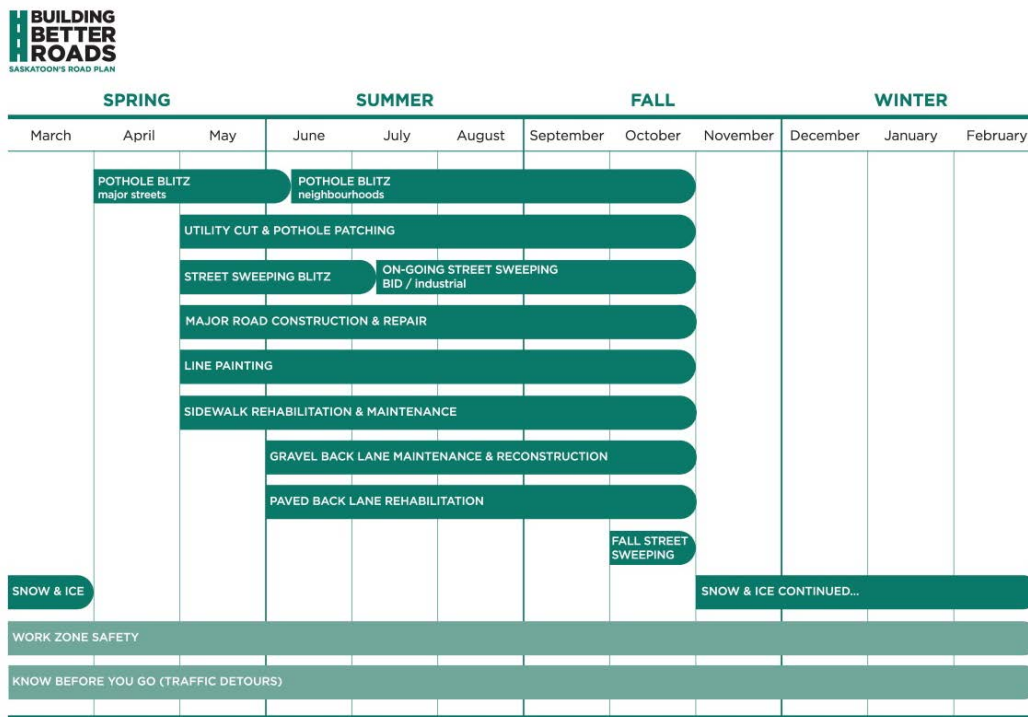 BUILDING
BETTER
ROADS
SASKATOON'S ROAD PLAN
SPRING SUMMER FALL WINTER
March April May June July August September October November December January February
POTHOLE BLITZ
major streets
POTHOLE BLITZ
neighbourhoods
UTILITY CUT & POTHOLE PATCHING
STREET SWEEPING BLITZ
ON-GOING STREET SWEEPING
BID / industrial
MAJOR ROAD CONSTRUCTION & REPAIR
LINE PAINTING
SIDEWALK REHABILITATION & MAINTENANCE
GRAVEL BACK LANE MAINTENANCE & RECONSTRUCTION
PAVED BACK LANE REHABILITATION
FALL STREET
SWEEPING
SNOW & ICE
SNOW & ICE CONTINUED...
WORK ZONE SAFETY
KNOW BEFORE YOU GO (TRAFFIC DETOURS)